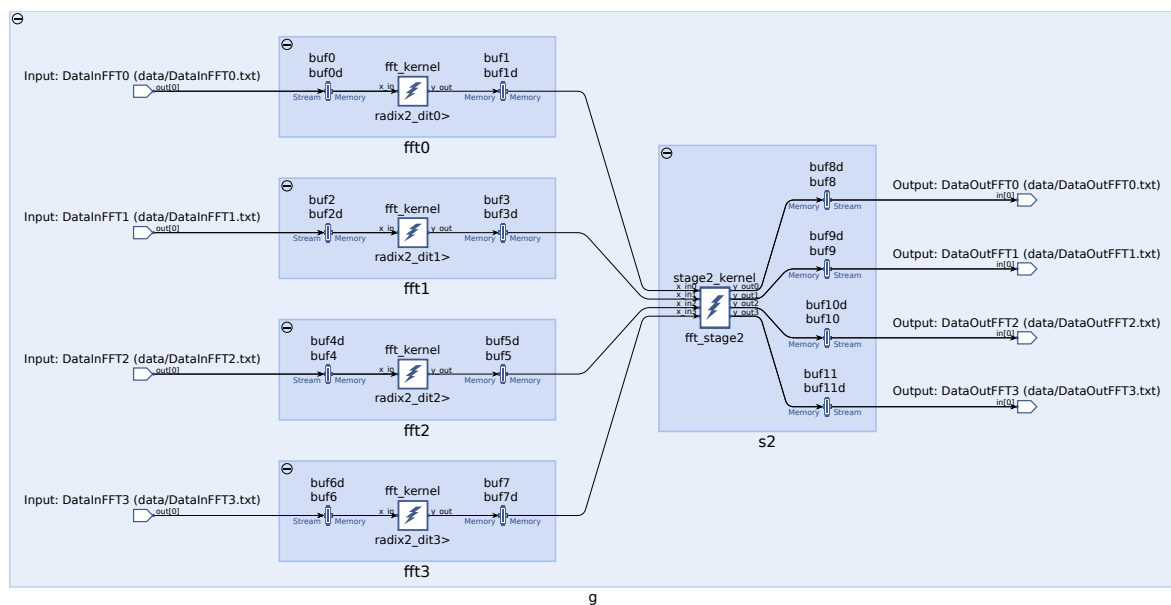 Input: DataInFFT0 (data/DataInFFT0.txt)
out[0]
buf0
buf0d
Stream Memory
fft_kernel
x_in y_out
radix2_dit0>
buf1
buf1d
Memory Memory
fft0
Input: DataInFFT1 (data/DataInFFT1.txt)
out[0]
buf2
buf2d
Stream Memory
fft_kernel
x_in y_out
radix2_dit1>
buf3
buf3d
Memory Memory
fft1
Input: DataInFFT2 (data/DataInFFT2.txt)
out[0]
buf4d
buf4
Stream Memory
fft_kernel
x_in y_out
radix2_dit2>
buf5d
buf5
Memory Memory
fft2
Input: DataInFFT3 (data/DataInFFT3.txt)
out[0]
buf6d
buf6
Stream Memory
fft_kernel
x_in y_out
radix2_dit3>
buf7
buf7d
Memory Memory
fft3
stage2_kernel
x_in0 y_out0
x_in1 y_out1
x_in2 y_out2
x_in3 y_out3
fft_stage2
buf8d
buf8
Memory Stream
buf9d
buf9
Memory Stream
buf10d
buf10
Memory Stream
buf11
buf11d
Memory Stream
s2
Output: DataOutFFT0 (data/DataOutFFT0.txt)
in[0]
Output: DataOutFFT1 (data/DataOutFFT1.txt)
in[0]
Output: DataOutFFT2 (data/DataOutFFT2.txt)
in[0]
Output: DataOutFFT3 (data/DataOutFFT3.txt)
in[0]
g